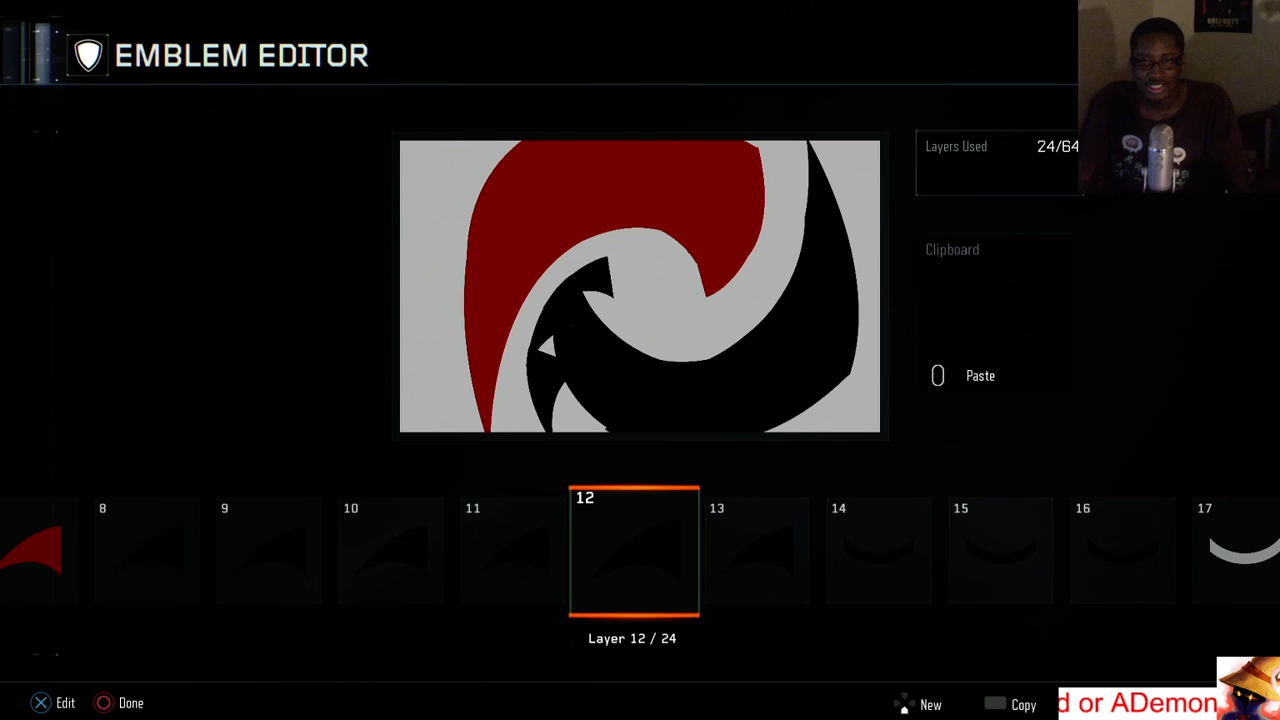 EMBLEM EDITOR
Layers Used 24/64
Clipboard
Paste
8 9 10 11 12 13 14 15 16 17
Layer 12 / 24
Edit Done New Copy
d or ADemon